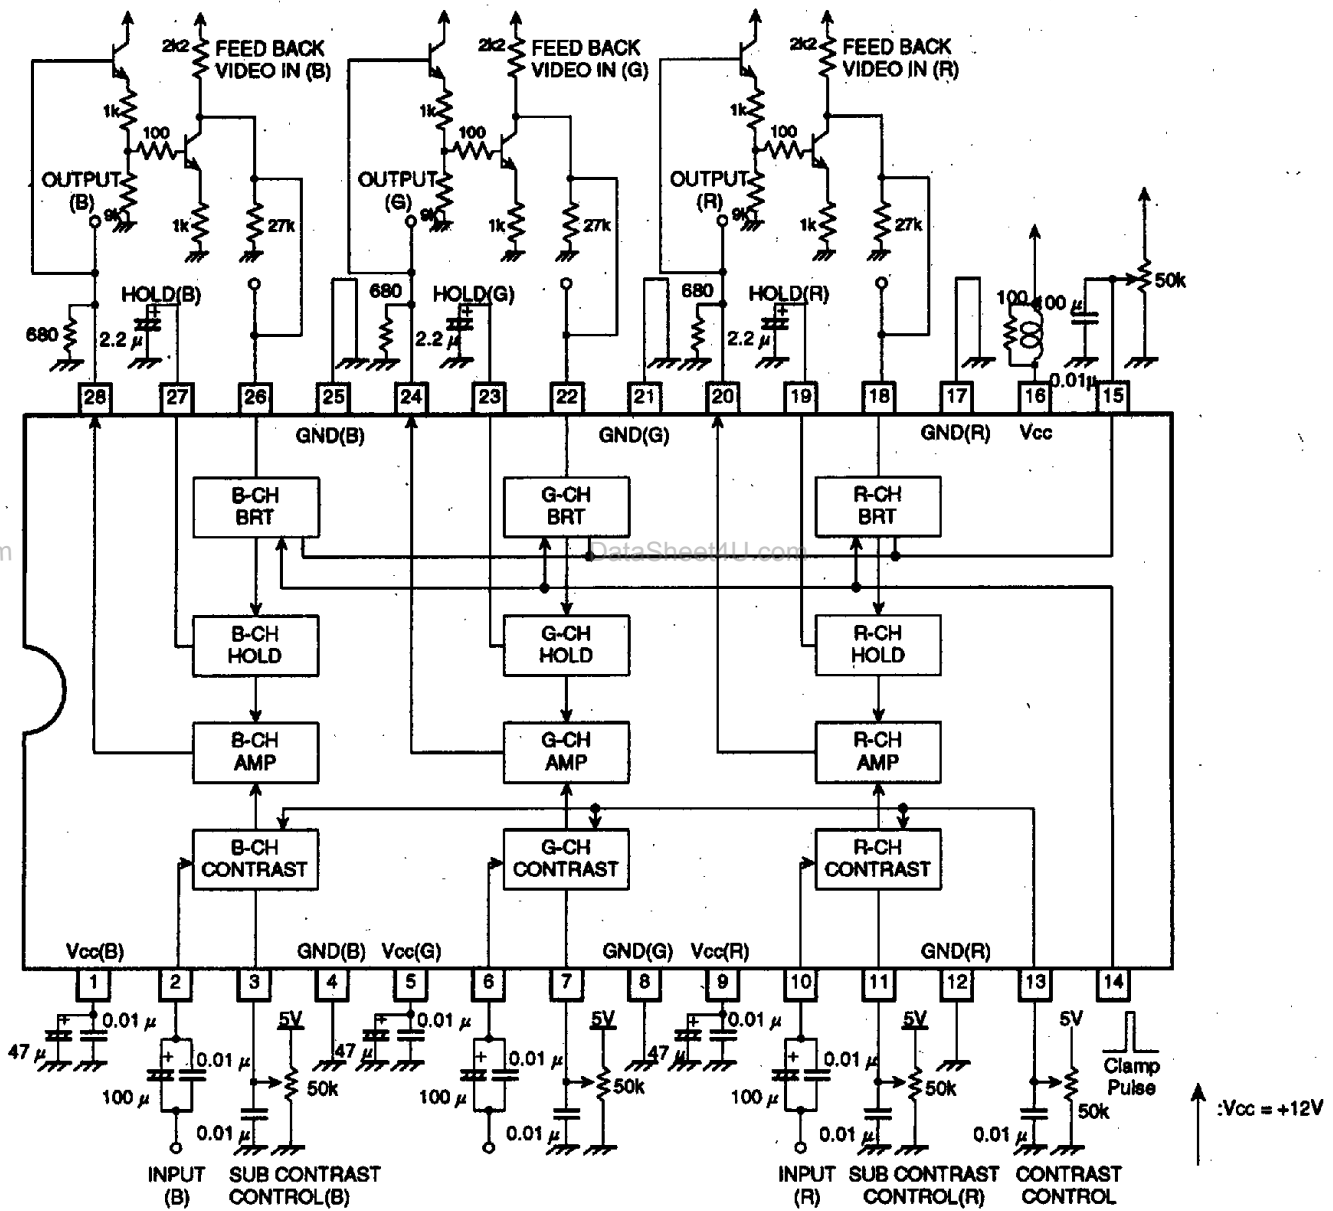 2k2 FEED BACK VIDEO IN (B)
2k2 FEED BACK VIDEO IN (G)
2k2 FEED BACK VIDEO IN (R)
1k 1k 1k
100 100 100
OUTPUT (B) OUTPUT (G) OUTPUT (R)
9k 9k 9k
1k 27k 1k 27k 1k 27k
50k
HOLD(B) 680 HOLD(G) 680 HOLD(R)
100 100 μ
+ + +
680 2.2 μ 2.2 μ 2.2 μ
0.01μ
28 27 26 25 24 23 22 21 20 19 18 17 16 15
GND(B) GND(G) GND(R) Vcc
B-CH BRT
G-CH BRT
R-CH BRT
DataSheet4U.com
m
B-CH HOLD
G-CH HOLD
R-CH HOLD
B-CH AMP
G-CH AMP
R-CH AMP
B-CH CONTRAST
G-CH CONTRAST
R-CH CONTRAST
Vcc(B) GND(B) Vcc(G) GND(G) Vcc(R) GND(R)
1 2 3 4 5 6 7 8 9 10 11 12 13 14
+ 0.01 μ 5V + 0.01 μ 5V + 0.01 μ 5V 5V
47 μ 47 μ 47 μ
+ 0.01 μ + 0.01 μ + 0.01 μ
Clamp Pulse
100 μ 50k 100 μ 50k 100 μ 50k 50k
:Vcc = +12V
0.01 μ 0.01 μ 0.01 μ 0.01 μ
INPUT (B)
SUB CONTRAST CONTROL(B)
INPUT (R)
SUB CONTRAST CONTROL(R)
CONTRAST CONTROL